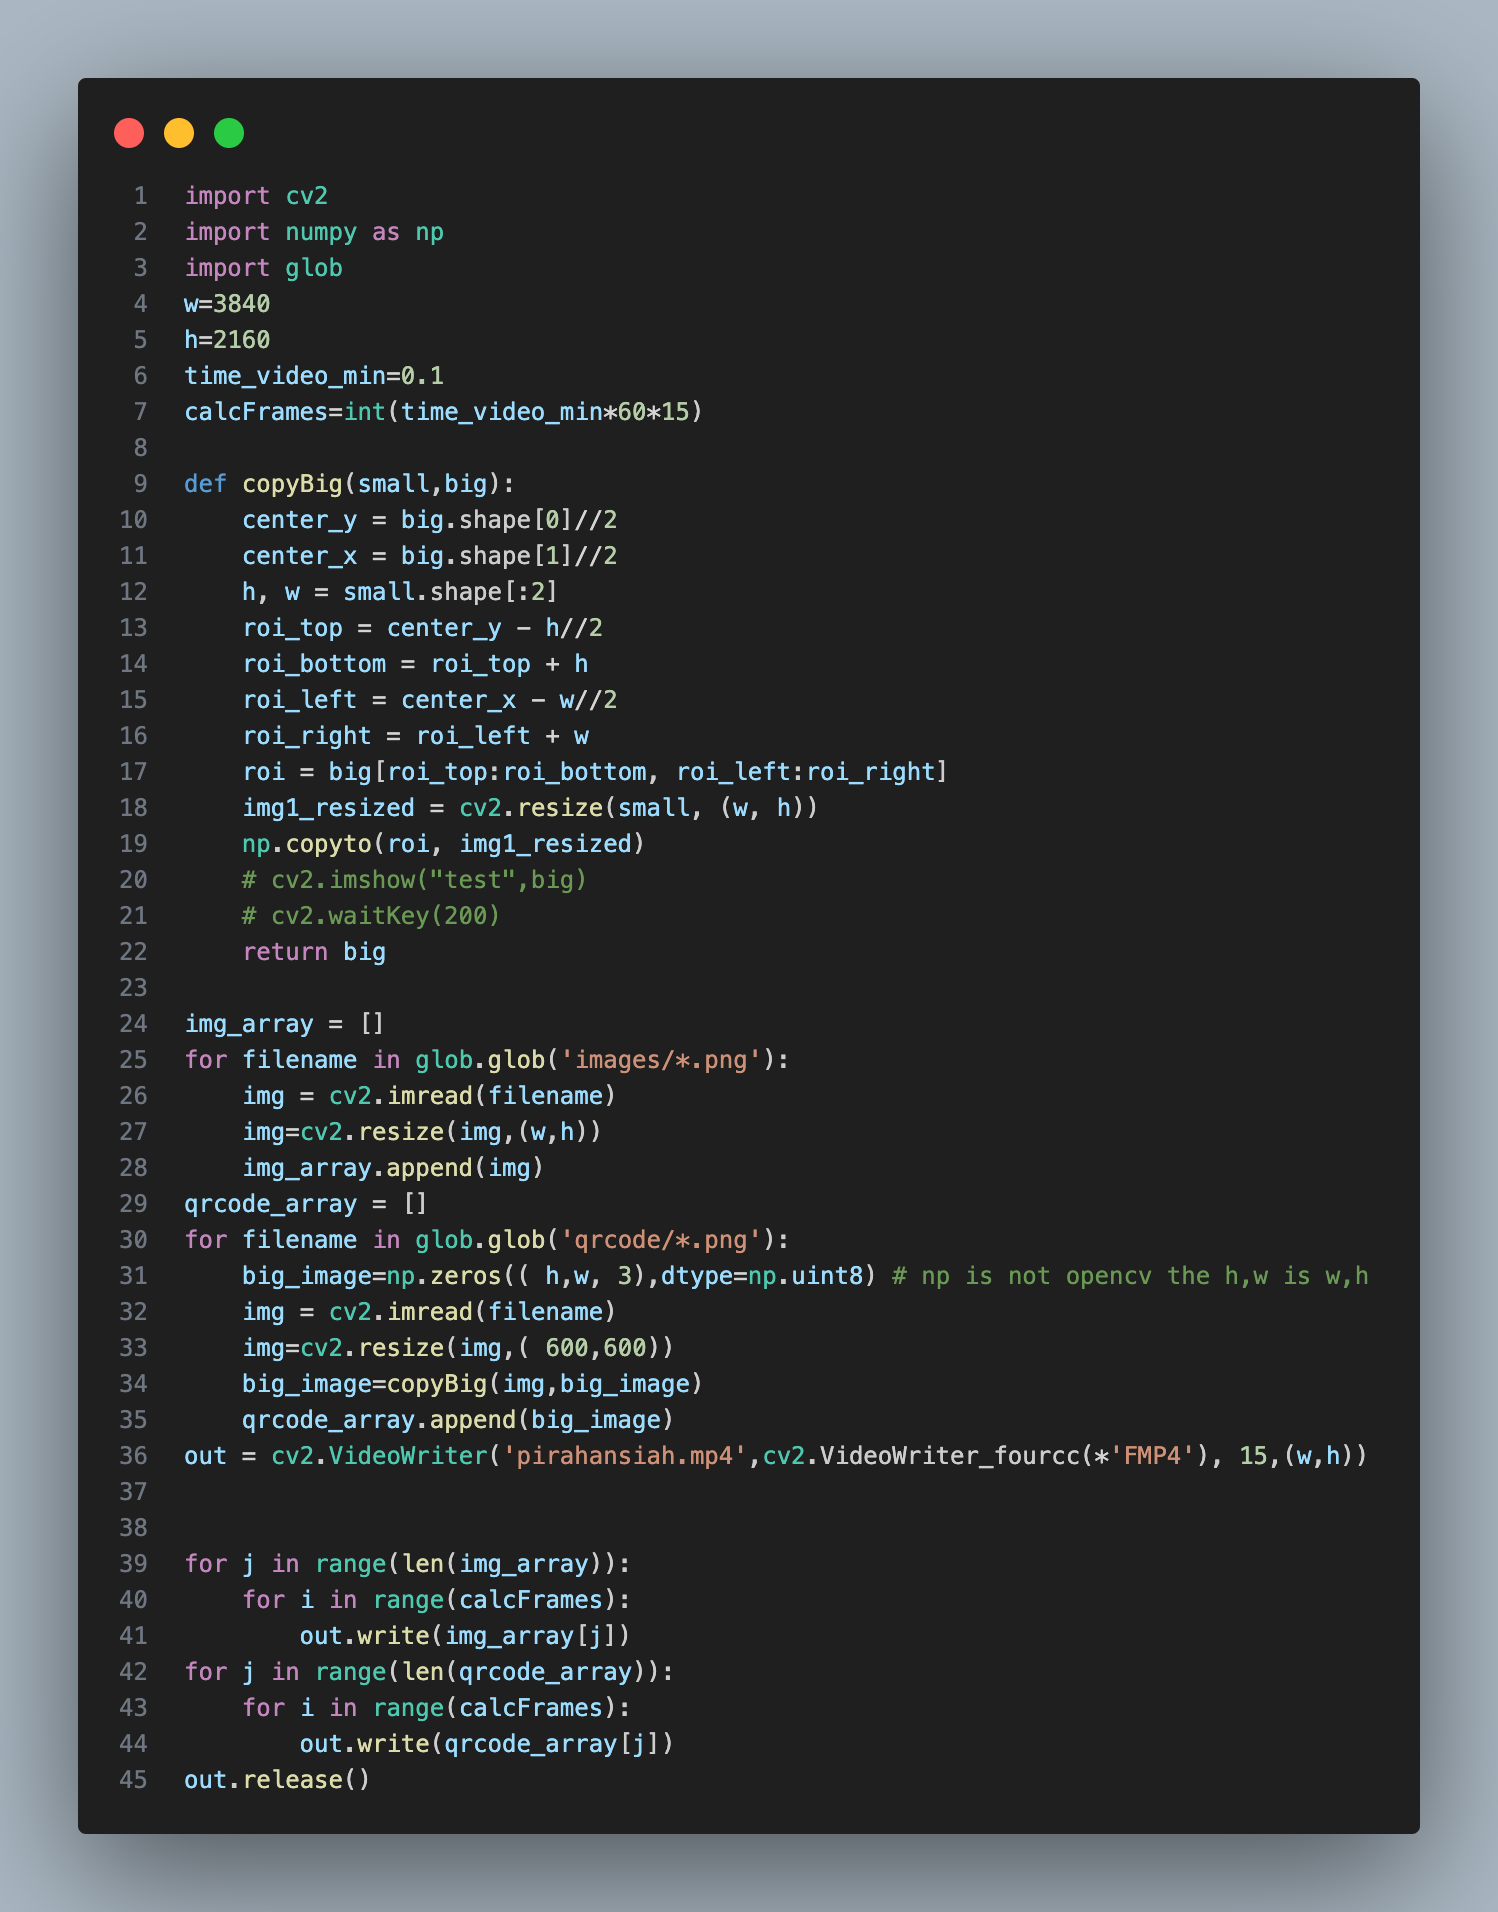 1 import cv2
2 import numpy as np
3 import glob
4 w=3840
5 h=2160
6 time_video_min=0.1
7 calcFrames=int(time_video_min*60*15)
8
9 def copyBig(small,big):
10     center_y = big.shape[0]//2
11     center_x = big.shape[1]//2
12     h, w = small.shape[:2]
13     roi_top = center_y - h//2
14     roi_bottom = roi_top + h
15     roi_left = center_x - w//2
16     roi_right = roi_left + w
17     roi = big[roi_top:roi_bottom, roi_left:roi_right]
18     img1_resized = cv2.resize(small, (w, h))
19     np.copyto(roi, img1_resized)
20     # cv2.imshow("test",big)
21     # cv2.waitKey(200)
22     return big
23
24 img_array = []
25 for filename in glob.glob('images/*.png'):
26     img = cv2.imread(filename)
27     img=cv2.resize(img,(w,h))
28     img_array.append(img)
29 qrcode_array = []
30 for filename in glob.glob('qrcode/*.png'):
31     big_image=np.zeros(( h,w, 3),dtype=np.uint8) # np is not opencv the h,w is w,h
32     img = cv2.imread(filename)
33     img=cv2.resize(img,( 600,600))
34     big_image=copyBig(img,big_image)
35     qrcode_array.append(big_image)
36 out = cv2.VideoWriter('pirahansiah.mp4',cv2.VideoWriter_fourcc(*'FMP4'), 15,(w,h))
37
38
39 for j in range(len(img_array)):
40     for i in range(calcFrames):
41         out.write(img_array[j])
42 for j in range(len(qrcode_array)):
43     for i in range(calcFrames):
44         out.write(qrcode_array[j])
45 out.release()